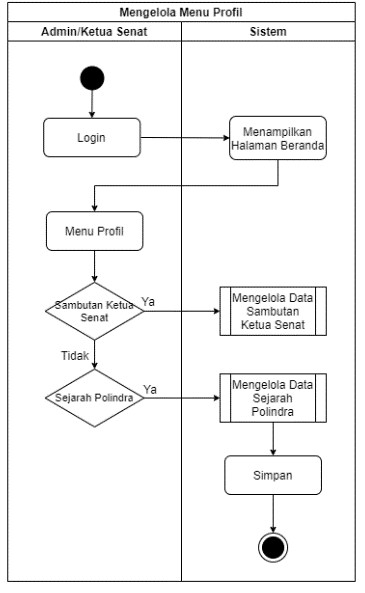 Mengelola Menu Profil
Admin/Ketua Senat
Sistem
Login
Menampilkan
Halaman Beranda
Menu Profil
Sambutan Ketua
Senat
Ya
Mengelola Data
Sambutan
Ketua Senat
Tidak
Sejarah Polindra
Ya
Mengelola Data
Sejarah
Polindra
Simpan